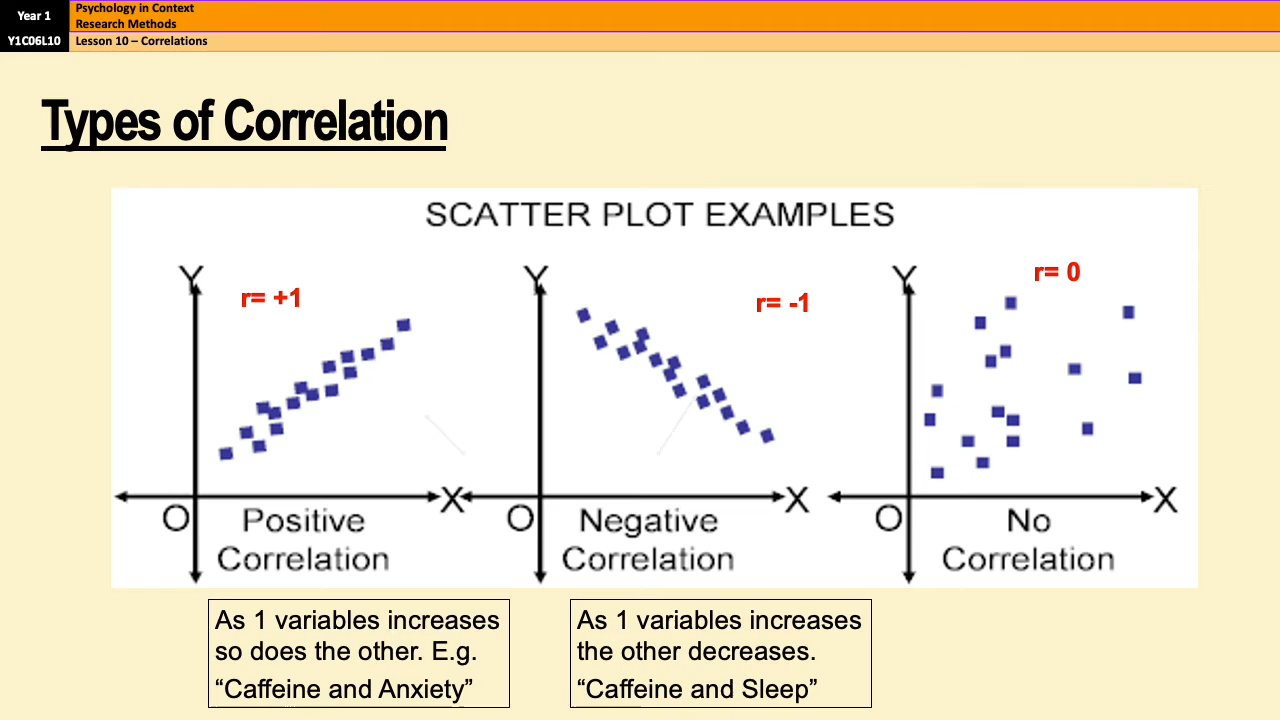 Year 1
Psychology in Context
Research Methods
Y1C06L10
Lesson 10 – Correlations
Types of Correlation
SCATTER PLOT EXAMPLES
Y
r= +1
X
O
Positive
Correlation
Y
r= -1
X
O
Negative
Correlation
Y
r= 0
X
O
No
Correlation
As 1 variables increases
so does the other. E.g.
“Caffeine and Anxiety”
As 1 variables increases
the other decreases.
“Caffeine and Sleep”